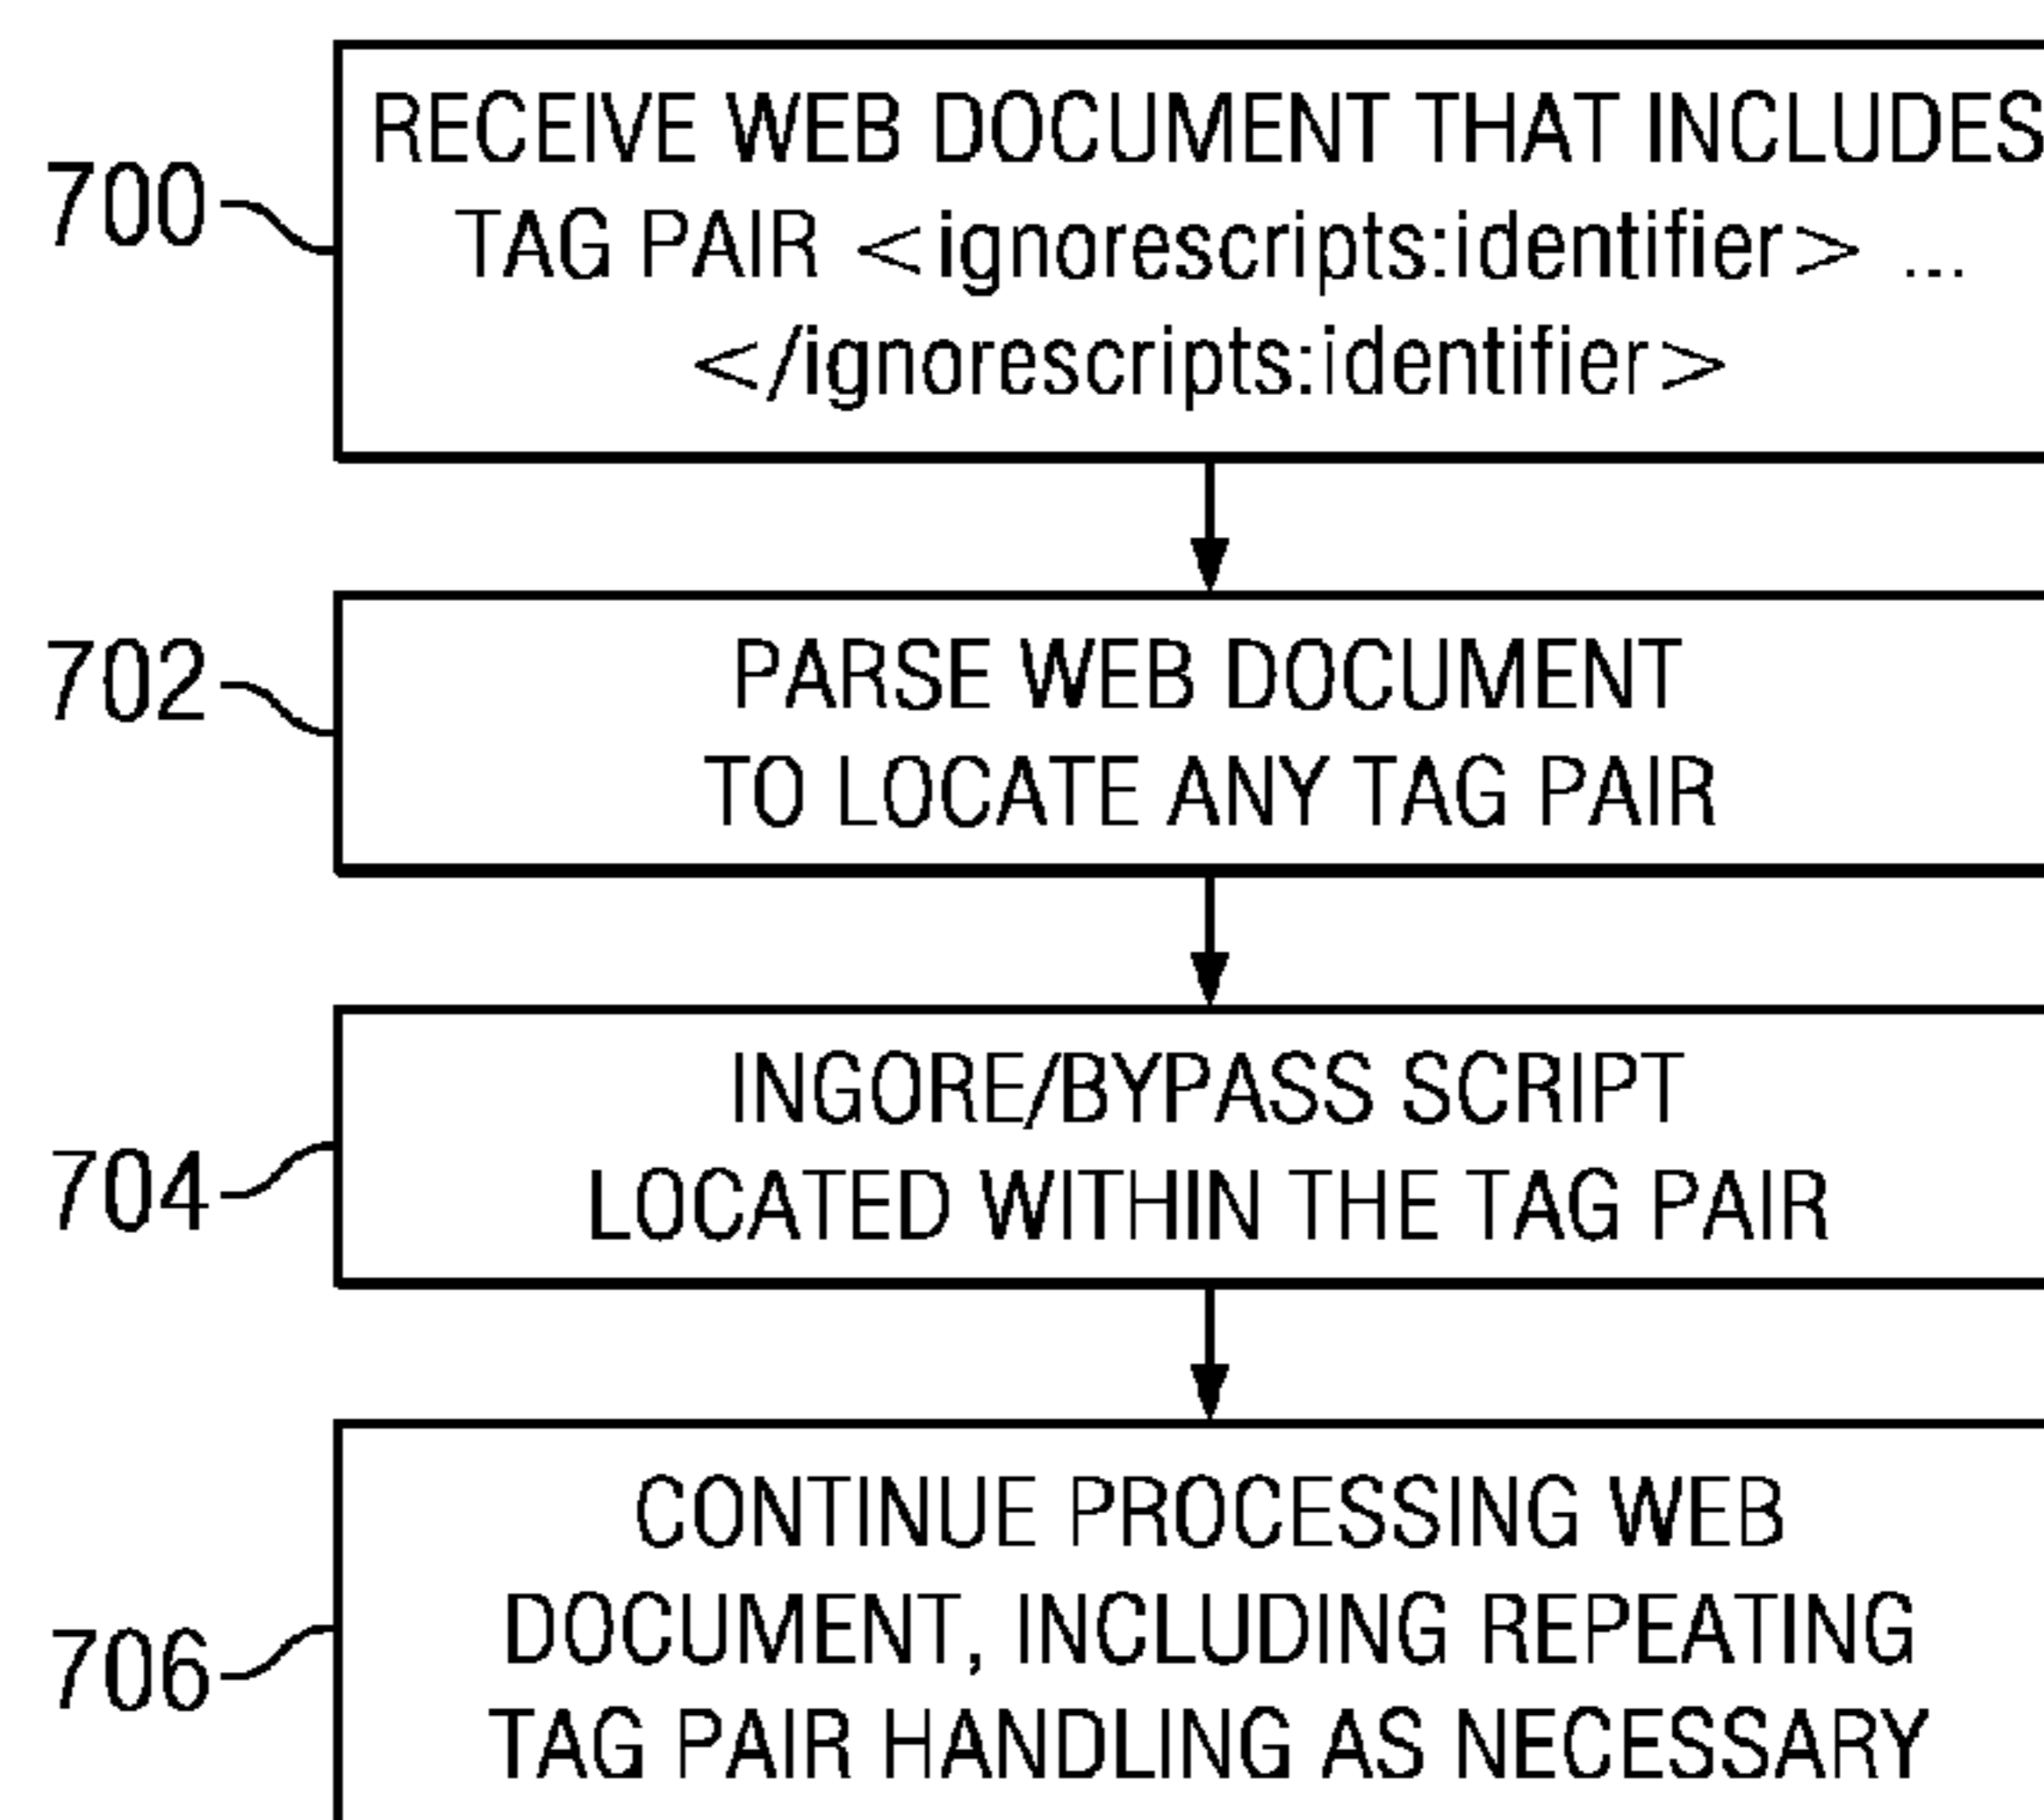 700
RECEIVE WEB DOCUMENT THAT INCLUDES
TAG PAIR <ignorescripts:identifier> ...
</ignorescripts:identifier>
702
PARSE WEB DOCUMENT
TO LOCATE ANY TAG PAIR
704
INGORE/BYPASS SCRIPT
LOCATED WITHIN THE TAG PAIR
706
CONTINUE PROCESSING WEB
DOCUMENT, INCLUDING REPEATING
TAG PAIR HANDLING AS NECESSARY